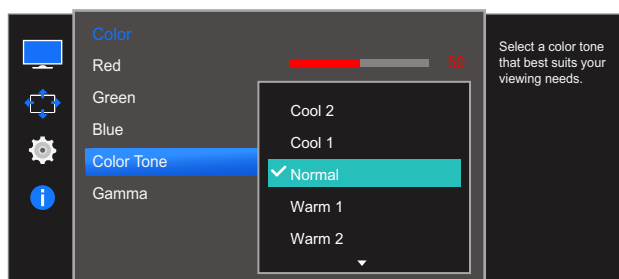 Color
Red
50
Green
Blue
Color Tone
Gamma
Cool 2
Cool 1
Normal
Warm 1
Warm 2
Select a color tone
that best suits your
viewing needs.